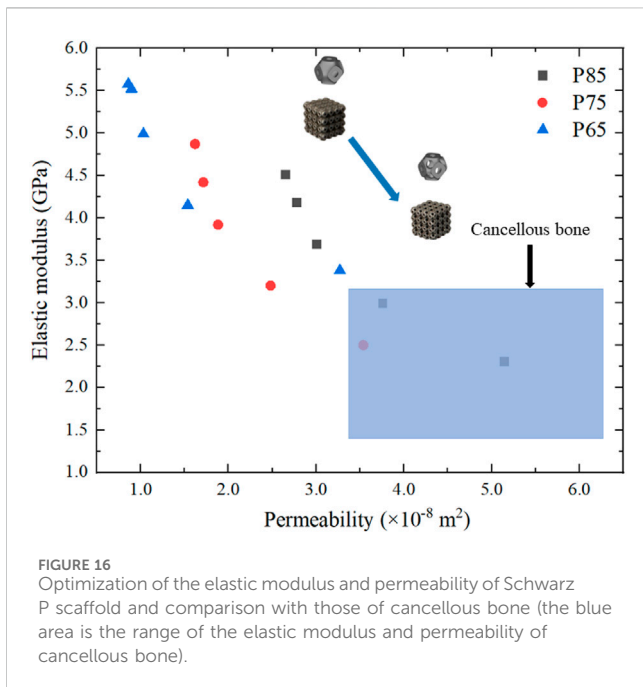 6.0
5.5
5.0
4.5
4.0
3.5
3.0
2.5
2.0
1.5
1.0
Elastic modulus (GPa)
P85
P75
P65
Cancellous bone
1.0 2.0 3.0 4.0 5.0 6.0
Permeability (×10⁻⁸ m²)
FIGURE 16
Optimization of the elastic modulus and permeability of Schwarz
P scaffold and comparison with those of cancellous bone (the blue
area is the range of the elastic modulus and permeability of
cancellous bone).